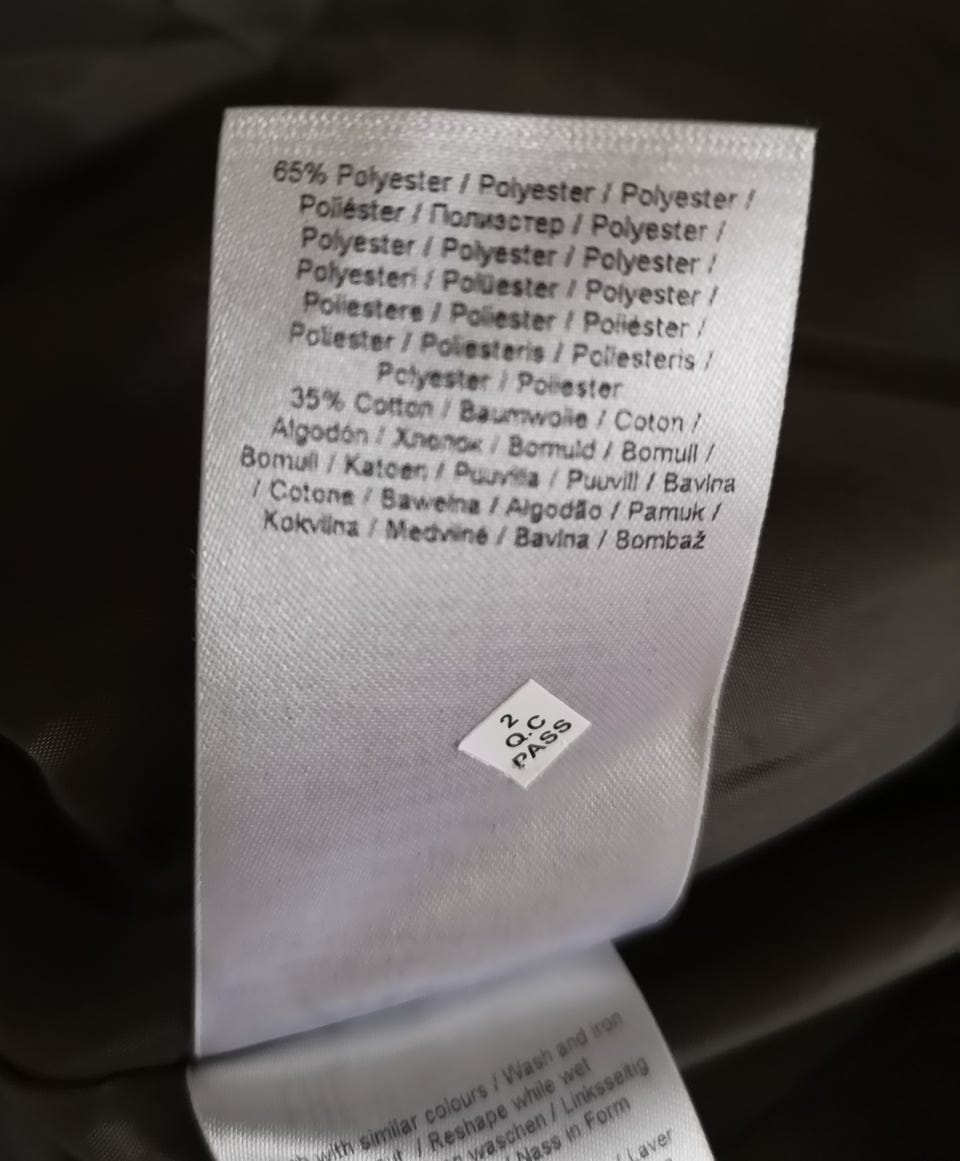 65% Polyester / Polyester / Polyester /
Poliéster / Полиэстер / Polyester /
Polyester / Polyester / Polyester /
Polyesteri / Polüester / Polyester /
Poliestere / Poliester / Poliéster /
Poliester / Poliesteris / Poliesteris /
Polyester / Poliester
35% Cotton / Baumwolle / Coton /
Algodón / Хлопок / Bomuld / Bomull /
Bomull / Katoen / Puuvilla / Puuvill / Bavlna
/ Cotone / Bawełna / Algodão / Pamuk /
Kokvilna / Medvilnė / Bavlna / Bombaž
2
Q.C
PASS
with similar colours / Wash and iron
/ Reshape while wet
waschen / Linksseitig
/ Nass in Form
/ Laver